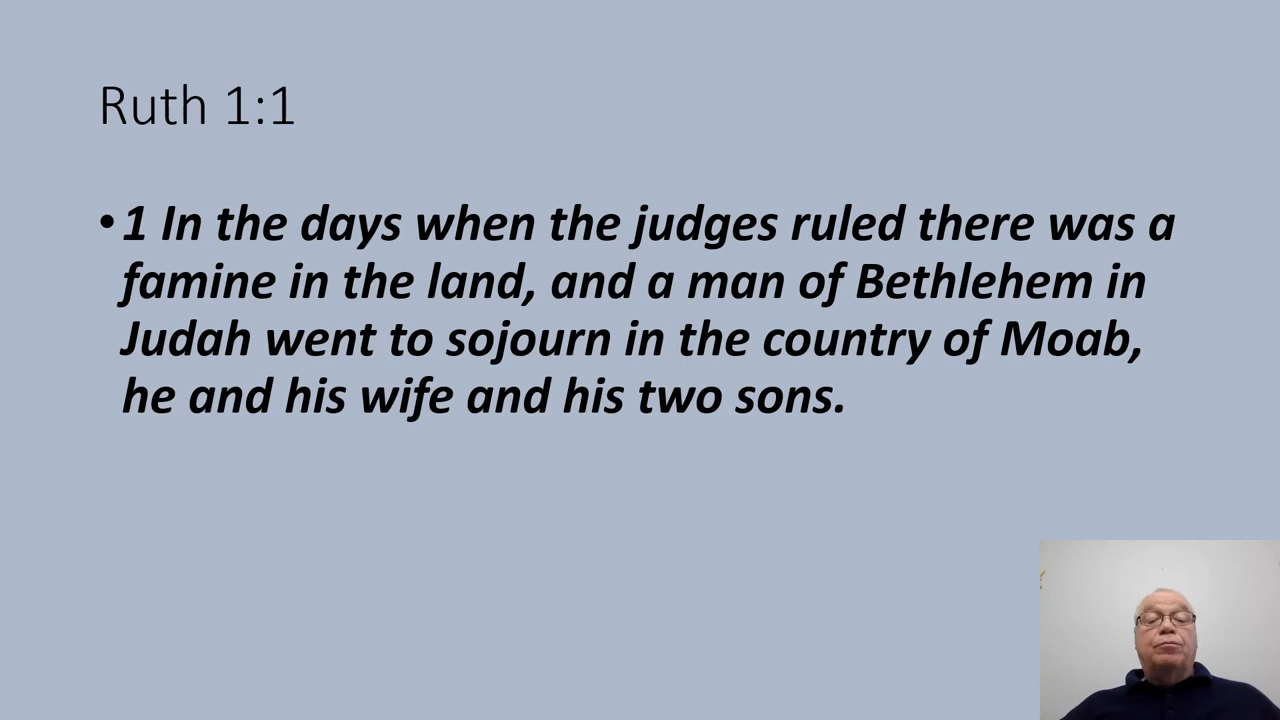 Ruth 1:1
•1 In the days when the judges ruled there was a
famine in the land, and a man of Bethlehem in
Judah went to sojourn in the country of Moab,
he and his wife and his two sons.